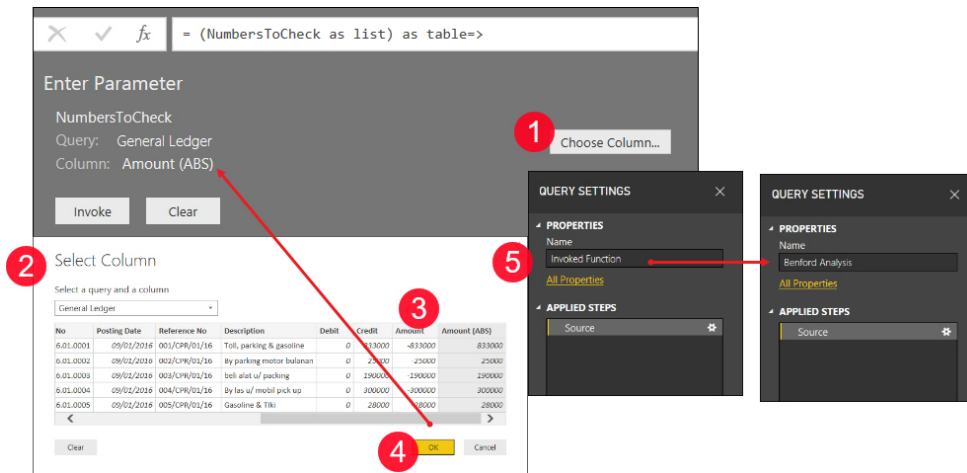 fx = (NumbersToCheck as list) as table=>
Enter Parameter
NumbersToCheck
Query: General Ledger
Column: Amount (ABS)
1
Choose Column...
Invoke Clear
2
Select Column
Select a query and a column
General Ledger
3
No Posting Date Reference No Description Debit Credit Amount Amount (ABS)
6.01.0001 09/01/2016 001/CPR/01/16 Toll, parking & gasoline 0 833000 -833000 833000
6.01.0002 09/01/2016 002/CPR/01/16 By parking motor bulanan 0 25000 -25000 25000
6.01.0003 09/01/2016 003/CPR/01/16 beli alat u/ packing 0 190000 -190000 190000
6.01.0004 09/01/2016 004/CPR/01/16 By las u/ mobil pick up 0 300000 -300000 300000
6.01.0005 09/01/2016 005/CPR/01/16 Gasoline & Tiki 0 28000 -28000 28000
Clear
4
OK Cancel
QUERY SETTINGS
PROPERTIES
Name
5
Invoked Function
All Properties
APPLIED STEPS
Source
QUERY SETTINGS
PROPERTIES
Name
Benford Analysis
All Properties
APPLIED STEPS
Source